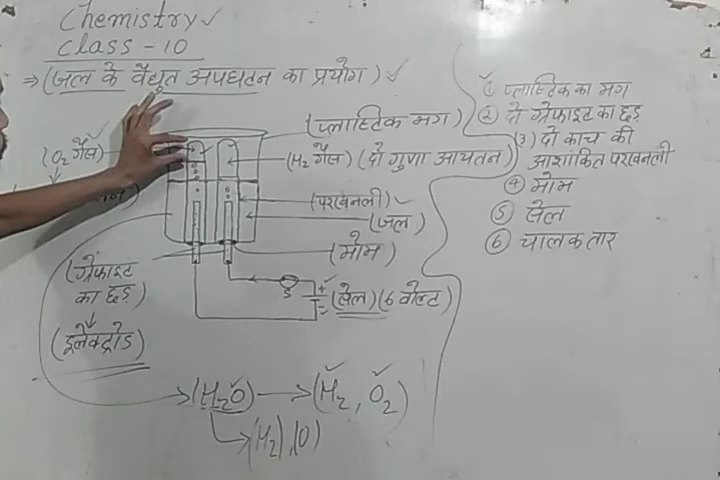 Chemistry
Class - 10
⇒ (जल के वैद्युत अपघटन का प्रयोग)
(प्लाष्टिक मग)
(O₂ गैस)
(H₂ गैस) (दो गुणा आयतन)
(परखनली)
(जल)
(मोम)
(ग्रेफाइट
का छड़)
(इलैक्ट्रोड)
S
+
-
(सेल) (6 वोल्ट)
(H₂O) → (H₂, O₂)
(H₂), (O)
① प्लाष्टिक का मग
② दो ग्रेफाइट का छड़
(3) दो काच की
आशांकित परखनली
④ मोम
⑤ सेल
⑥ चालक तार